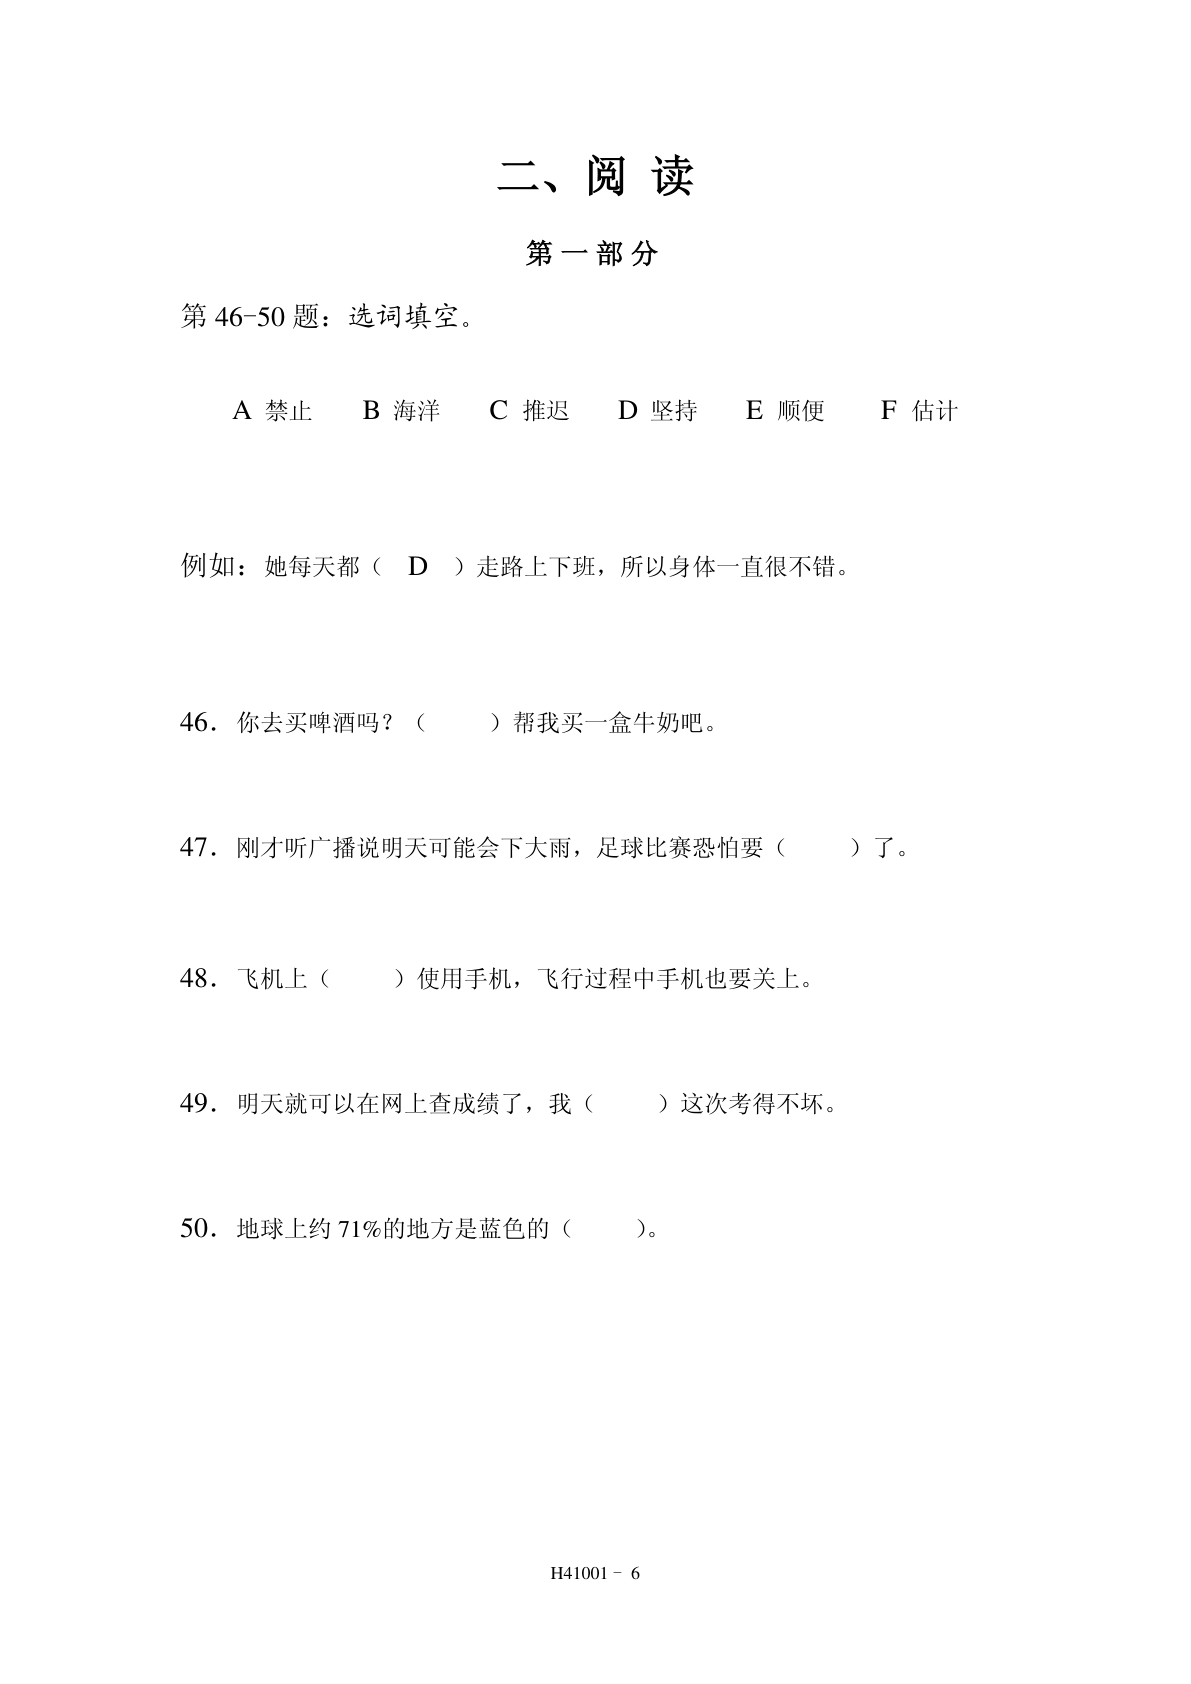 二、阅 读
第一部分
第 46-50 题：选词填空。
A 禁止 B 海洋 C 推迟 D 坚持 E 顺便 F 估计
例如：她每天都（ D ）走路上下班，所以身体一直很不错。
46．你去买啤酒吗？（ ）帮我买一盒牛奶吧。
47．刚才听广播说明天可能会下大雨，足球比赛恐怕要（ ）了。
48．飞机上（ ）使用手机，飞行过程中手机也要关上。
49．明天就可以在网上查成绩了，我（ ）这次考得不坏。
50．地球上约 71%的地方是蓝色的（ ）。
H41001 - 6